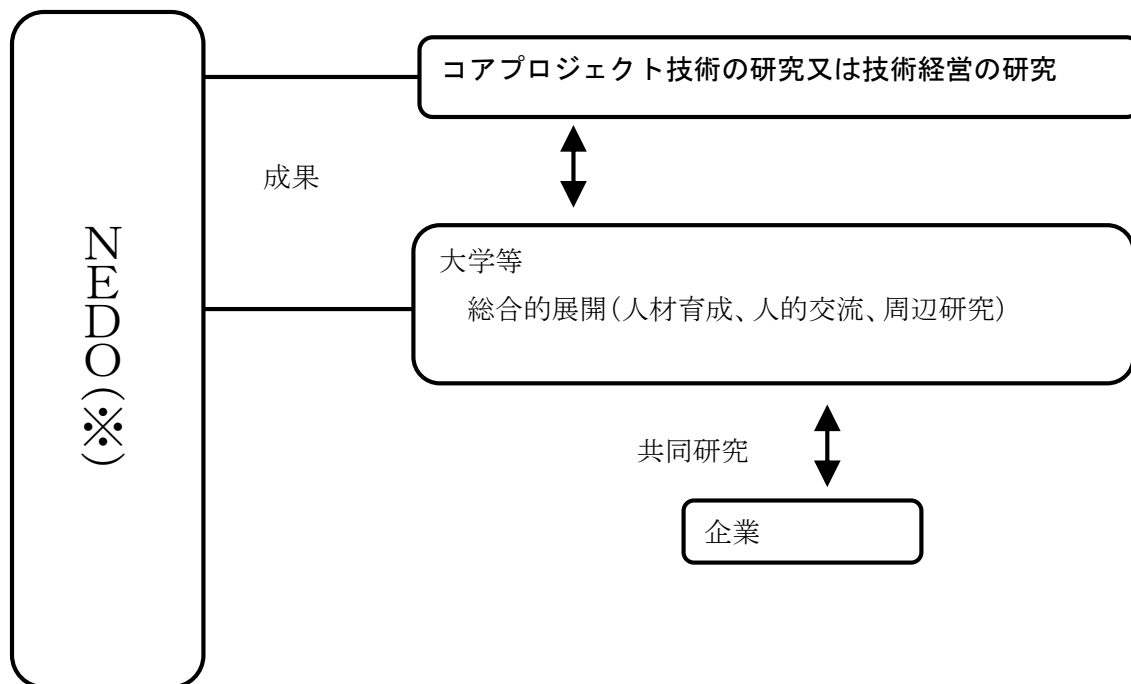 NEDO(※)
コアプロジェクト技術の研究又は技術経営の研究
成果
大学等
総合的展開(人材育成、人的交流、周辺研究)
共同研究
企業